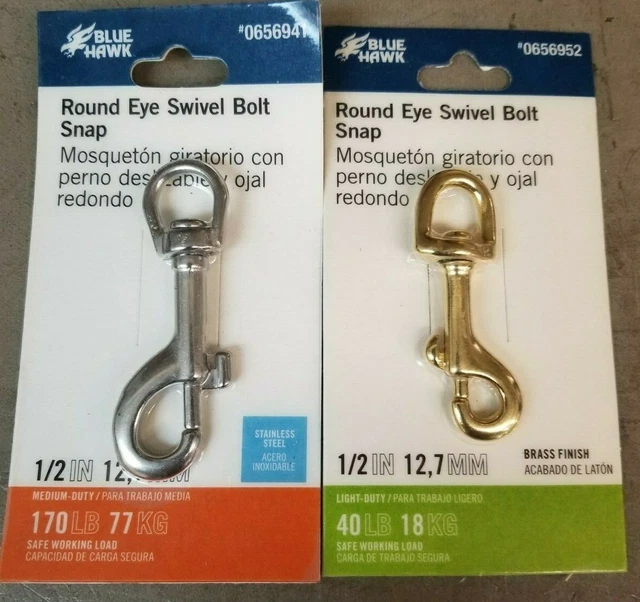 BLUE
HAWK
#0656941
Round Eye Swivel Bolt
Snap
Mosquetón giratorio con
perno y ojal
redondo
STAINLESS
STEEL
ACERO
INOXIDABLE
1/2 IN 12, MM
MEDIUM-DUTY / PARA TRABAJO MEDIA
170 LB 77 KG
SAFE WORKING LOAD
CAPACIDAD DE CARGA SEGURA
BLUE
HAWK
#0656952
Round Eye Swivel Bolt
Snap
Mosquetón giratorio con
perno y ojal
redondo
1/2 IN 12,7 MM
BRASS FINISH
ACABADO DE LATÓN
LIGHT-DUTY / PARA TRABAJO LIGERO
40 LB 18 KG
SAFE WORKING LOAD
CARGA DE TRABAJO SEGURA